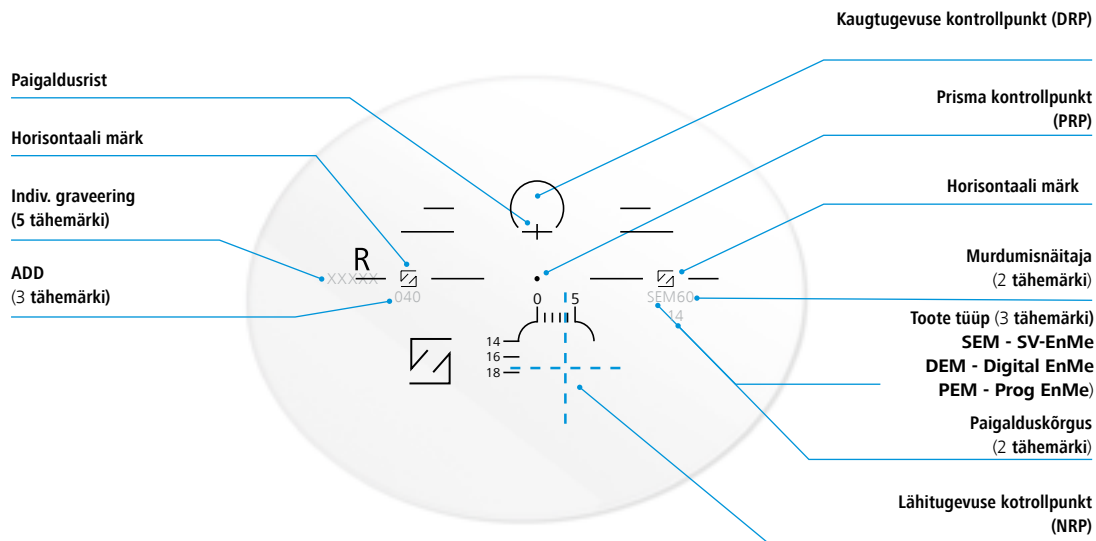 Kaugtugevuse kontrollpunkt (DRP)
Paigaldusrist
Prisma kontrollpunkt
(PRP)
Horisontaali märk
Horisontaali märk
Indiv. graveering
(5 tähemärki)
Murdumisnäitaja
(2 tähemärki)
ADD
(3 tähemärki)
R
XXXXX
040
SEM60
14
0 5
14
16
18
Toote tüüp (3 tähemärki)
SEM - SV-EnMe
DEM - Digital EnMe
PEM - Prog EnMe)
Paigalduskõrgus
(2 tähemärki)
Lähitugevuse kotrollpunkt
(NRP)